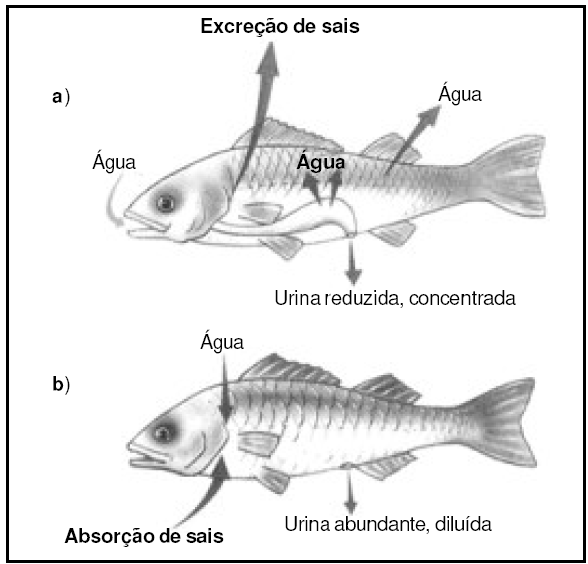 Excreção de sais
a)
Água
Água
Água
Urina reduzida, concentrada
Água
b)
Absorção de sais
Urina abundante, diluída